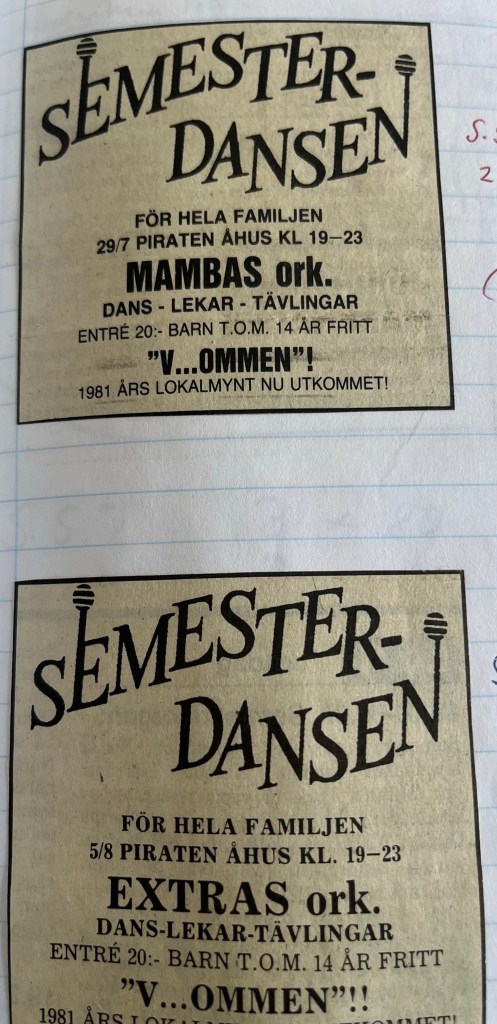 SEMESTER-
DANSEN
FÖR HELA FAMILJEN
29/7 PIRATEN ÅHUS KL 19–23
MAMBAS ork.
DANS - LEKAR - TÄVLINGAR
ENTRÉ 20:- BARN T.O.M. 14 ÅR FRITT
"V...OMMEN"!
1981 ÅRS LOKALMYNT NU UTKOMMET!
SEMESTER-
DANSEN
FÖR HELA FAMILJEN
5/8 PIRATEN ÅHUS KL. 19–23
EXTRAS ork.
DANS-LEKAR-TÄVLINGAR
ENTRÉ 20:- BARN T.O.M. 14 ÅR FRITT
"V...OMMEN"!!
1981 ÅRS